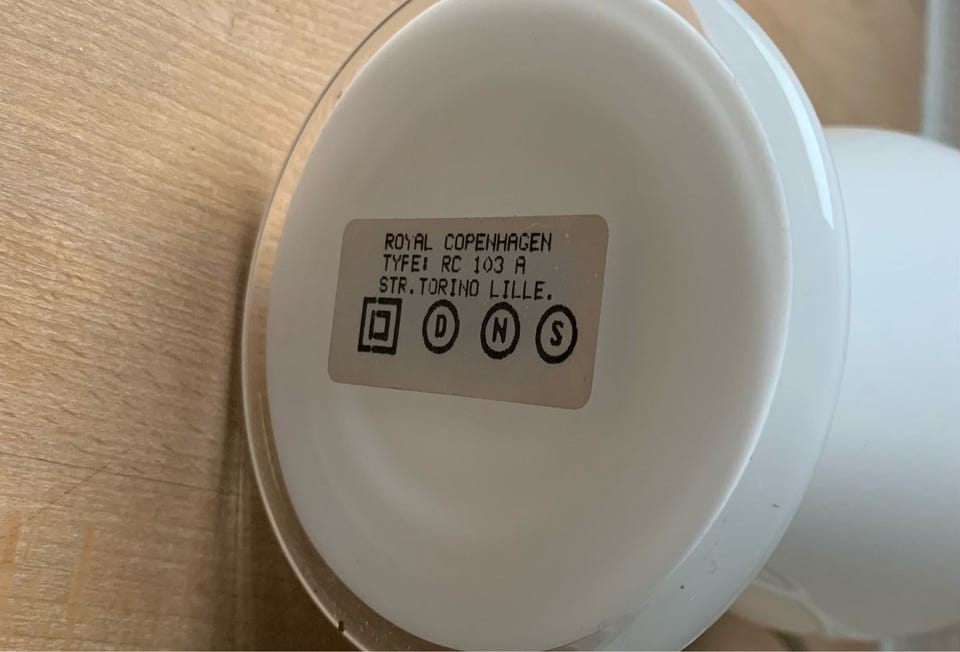 ROYAL COPENHAGEN
TYPE: RC 103 A
STR. TORINO LILLE.
D N S